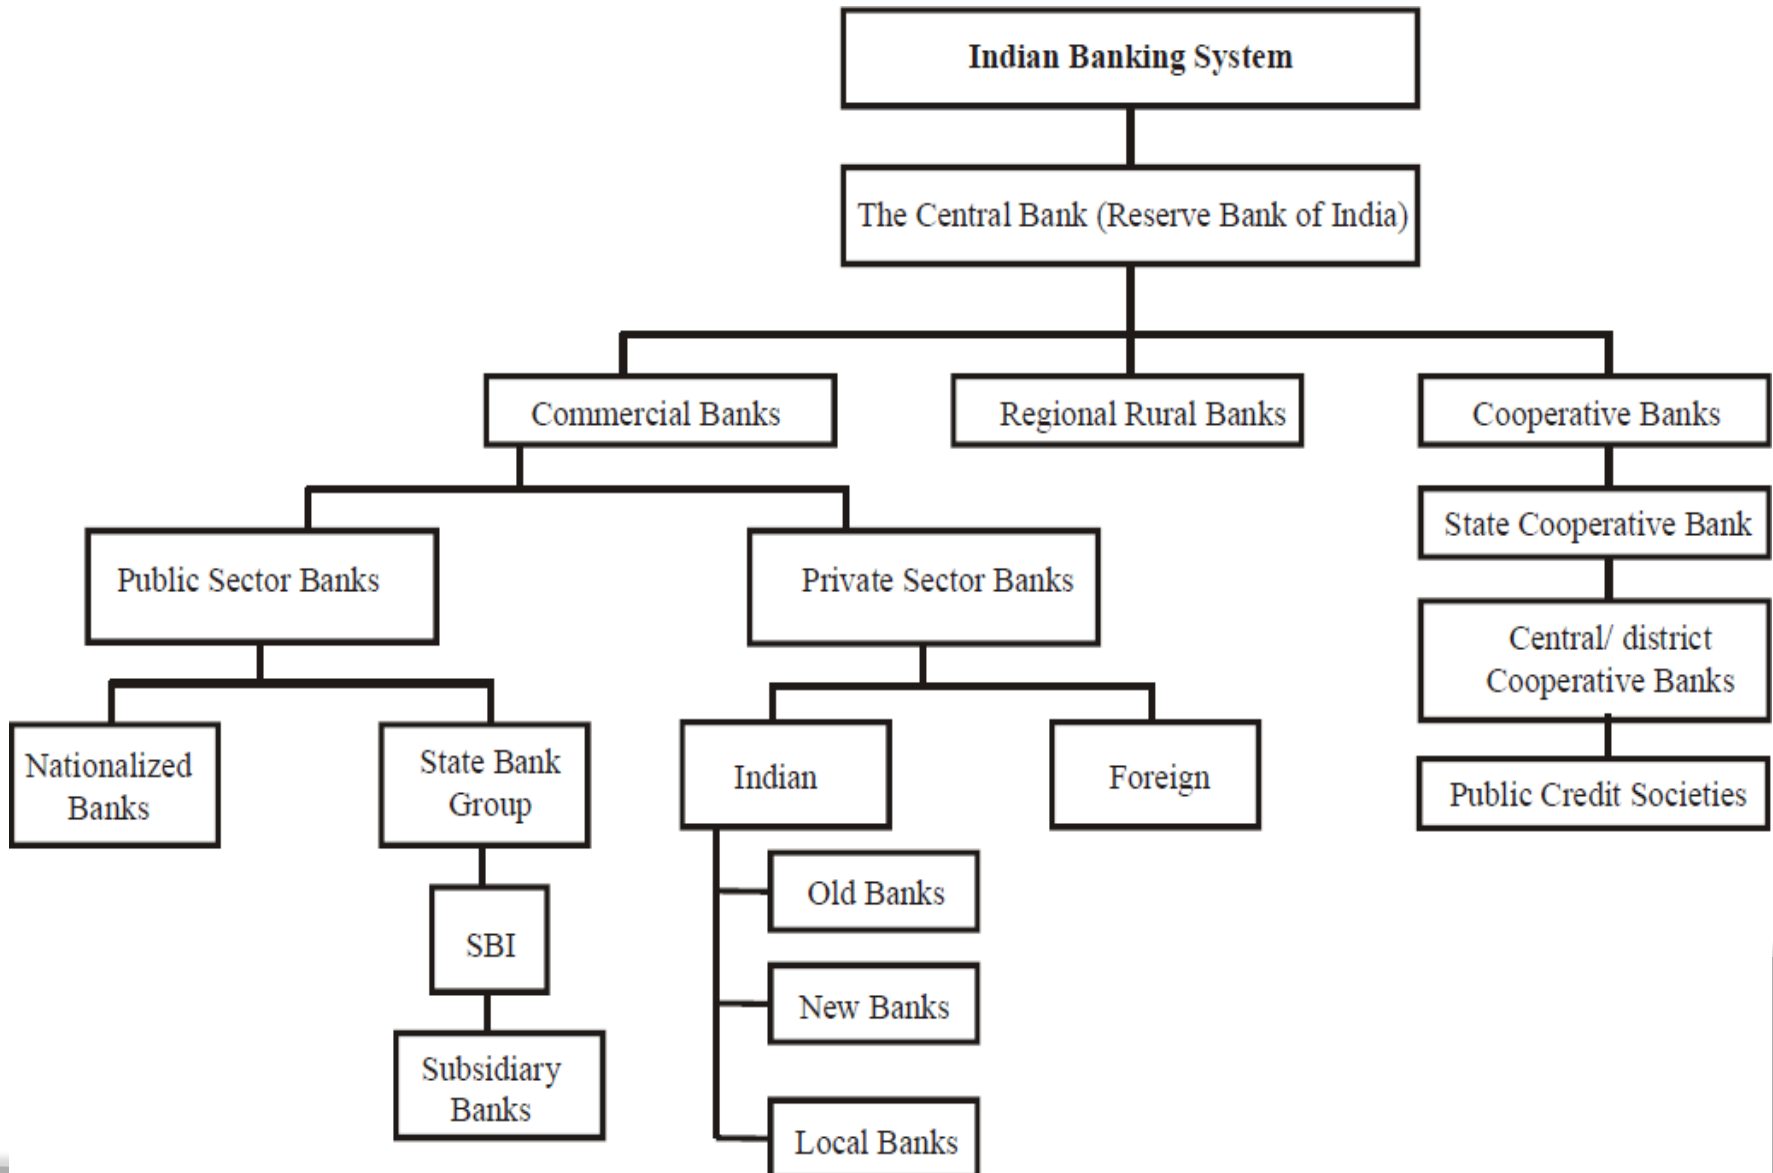 Indian Banking System
The Central Bank (Reserve Bank of India)
Commercial Banks
Regional Rural Banks
Cooperative Banks
State Cooperative Bank
Public Sector Banks
Private Sector Banks
Central/ district
Cooperative Banks
Nationalized
Banks
State Bank
Group
Indian
Foreign
Public Credit Societies
Old Banks
SBI
New Banks
Subsidiary
Banks
Local Banks